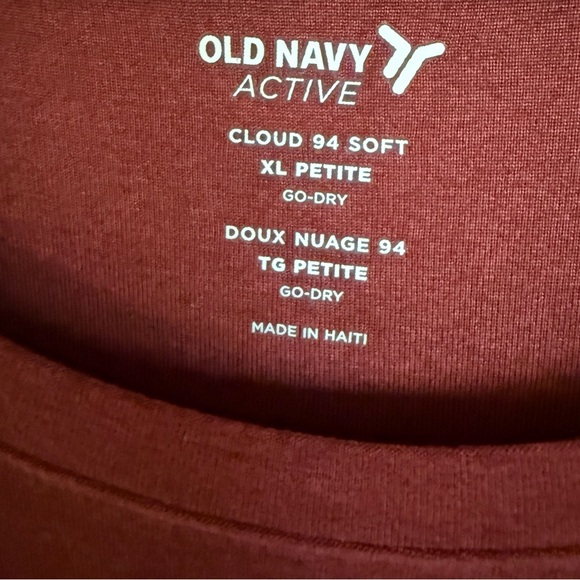 OLD NAVY
ACTIVE
CLOUD 94 SOFT
XL PETITE
GO-DRY
DOUX NUAGE 94
TG PETITE
GO-DRY
MADE IN HAITI